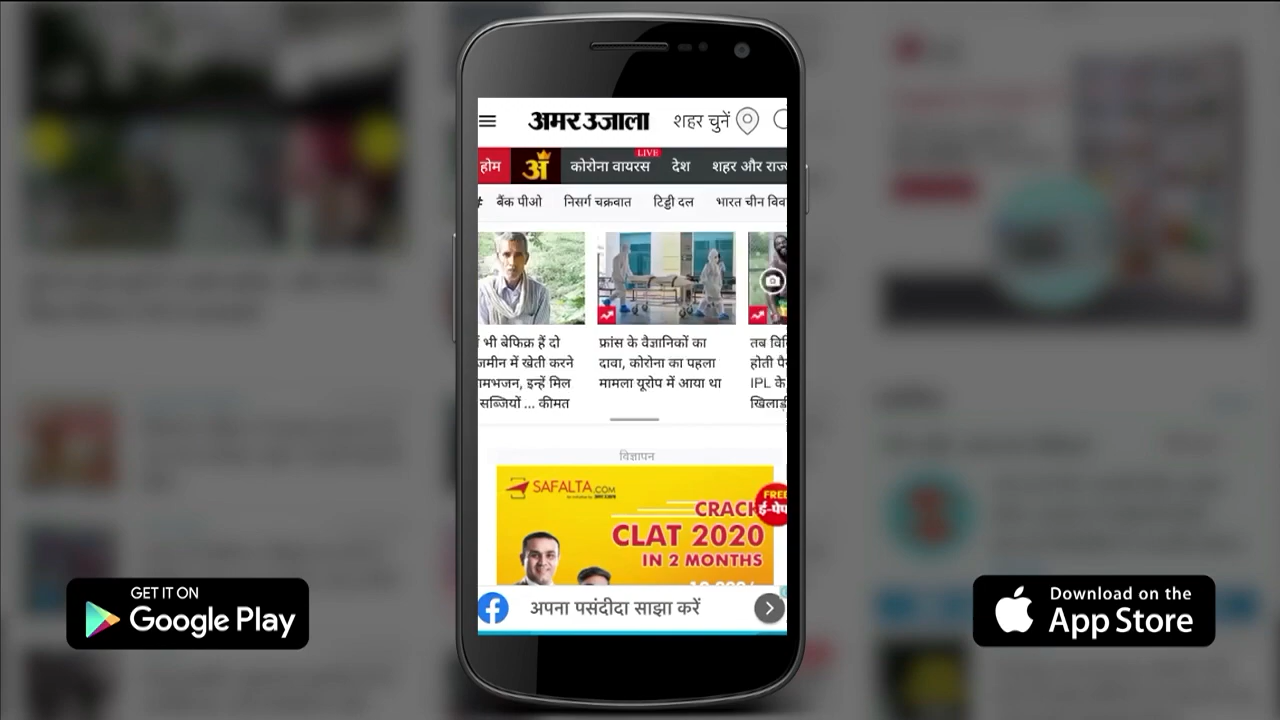 अमर उजाला
शहर चुनें
LIVE
होम
अं
कोरोना वायरस
देश
शहर और राज्य
#
बैंक पीओ
निसर्ग चक्रवात
टिड्डी दल
भारत चीन
भी बेफिक्र हैं दो
जमीन में खेती करने
इन्हें मिल
सब्जियों ... कीमत
फ्रांस के वैज्ञानिकों का
दावा, कोरोना का पहला
मामला यूरोप में आया था
तब
होती
IPL के
विज्ञापन
SAFALTA.COM
CRACK
CLAT 2020
IN 2 MONTHS
FREE
अपना पसंदीदा साझा करें
GET IT ON
Google Play
Download on the
App Store